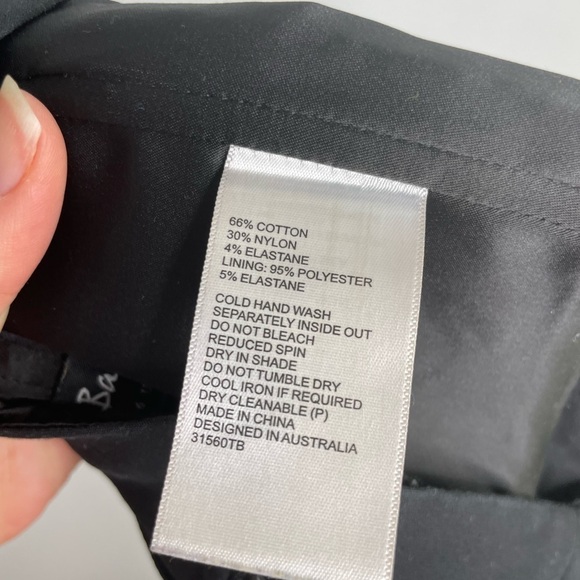 66% COTTON
30% NYLON
4% ELASTANE
LINING: 95% POLYESTER
5% ELASTANE
COLD HAND WASH
SEPARATELY INSIDE OUT
DO NOT BLEACH
REDUCED SPIN
DRY IN SHADE
DO NOT TUMBLE DRY
COOL IRON IF REQUIRED
DRY CLEANABLE (P)
MADE IN CHINA
DESIGNED IN AUSTRALIA
31560TB
Ba